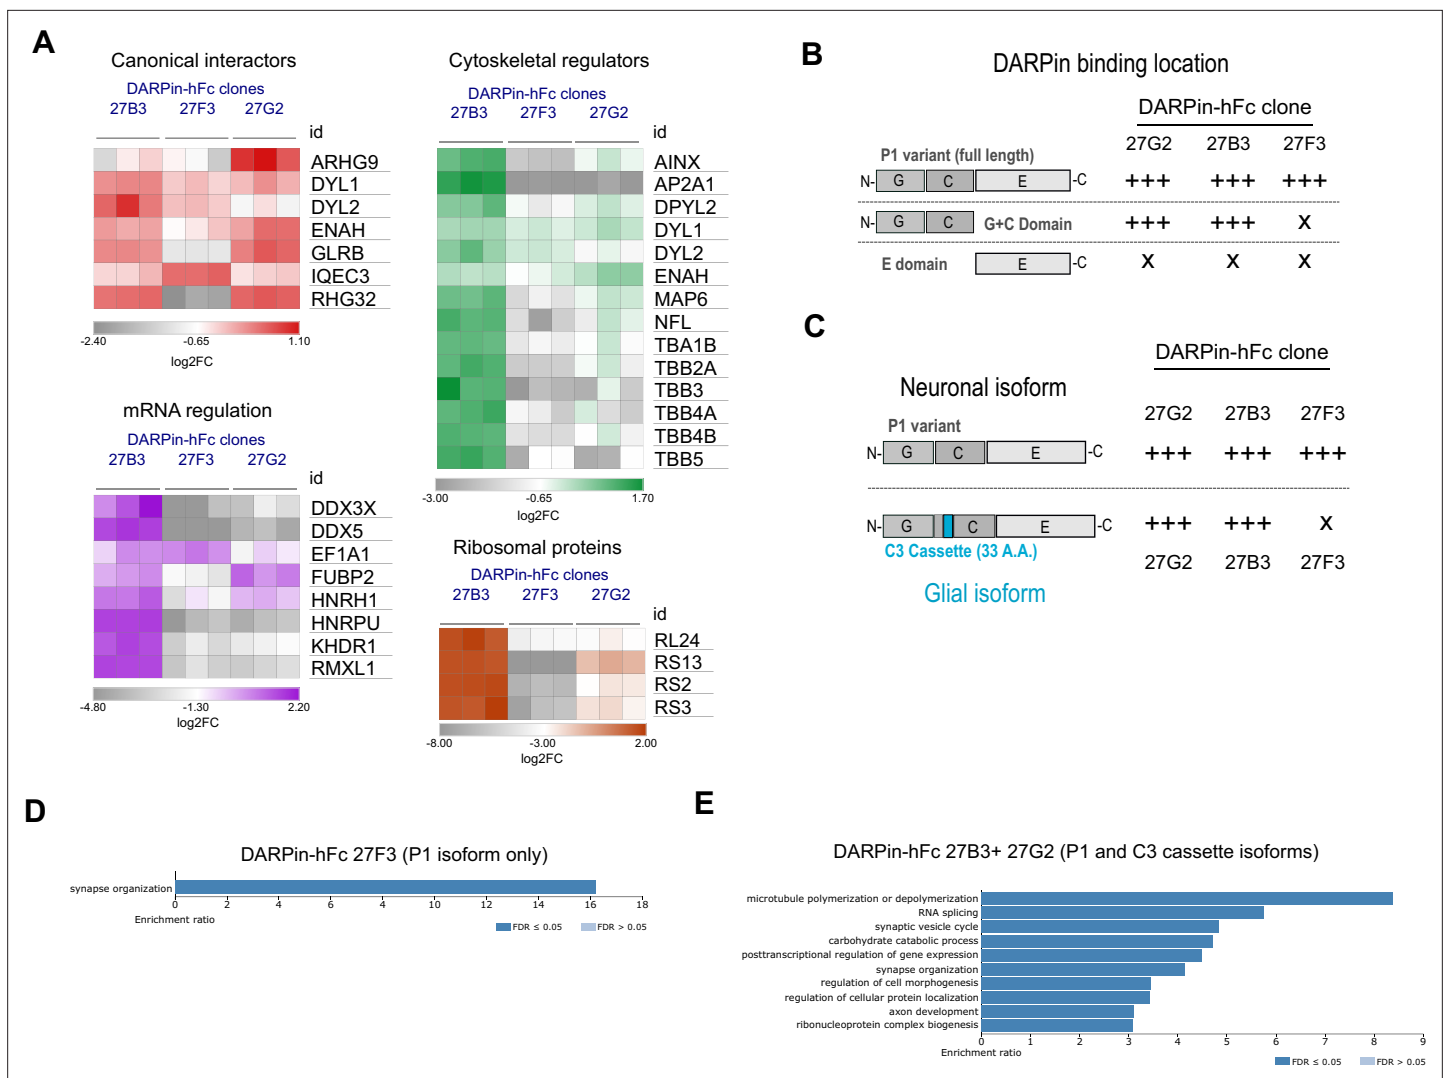 A
Canonical interactors
DARPin-hFc clones
27B3 27F3 27G2
id
ARHG9
DYL1
DYL2
ENAH
GLRB
IQEC3
RHG32
-2.40 -0.65 1.10
log2FC
mRNA regulation
DARPin-hFc clones
27B3 27F3 27G2
id
DDX3X
DDX5
EF1A1
FUBP2
HNRH1
HNRPU
KHDR1
RMXL1
-4.80 -1.30 2.20
log2FC
Cytoskeletal regulators
DARPin-hFc clones
27B3 27F3 27G2
id
AINX
AP2A1
DPYL2
DYL1
DYL2
ENAH
MAP6
NFL
TBA1B
TBB2A
TBB3
TBB4A
TBB4B
TBB5
-3.00 -0.65 1.70
log2FC
Ribosomal proteins
DARPin-hFc clones
27B3 27F3 27G2
id
RL24
RS13
RS2
RS3
-8.00 -3.00 2.00
log2FC
B
DARPin binding location
DARPin-hFc clone
27G2 27B3 27F3
P1 variant (full length)
N- G C E -C +++ +++ +++
N- G C G+C Domain +++ +++ X
E domain E -C X X X
C
DARPin-hFc clone
Neuronal isoform
27G2 27B3 27F3
P1 variant
N- G C E -C +++ +++ +++
N- G C E -C +++ +++ X
C3 Cassette (33 A.A.)
27G2 27B3 27F3
Glial isoform
D
DARPin-hFc 27F3 (P1 isoform only)
synapse organization
0 2 4 6 8 10 12 14 16 18
Enrichment ratio
FDR ≤ 0.05 FDR > 0.05
E
DARPin-hFc 27B3+ 27G2 (P1 and C3 cassette isoforms)
microtubule polymerization or depolymerization
RNA splicing
synaptic vesicle cycle
carbohydrate catabolic process
posttranscriptional regulation of gene expression
synapse organization
regulation of cell morphogenesis
regulation of cellular protein localization
axon development
ribonucleoprotein complex biogenesis
0 1 2 3 4 5 6 7 8 9
Enrichment ratio
FDR ≤ 0.05 FDR > 0.05